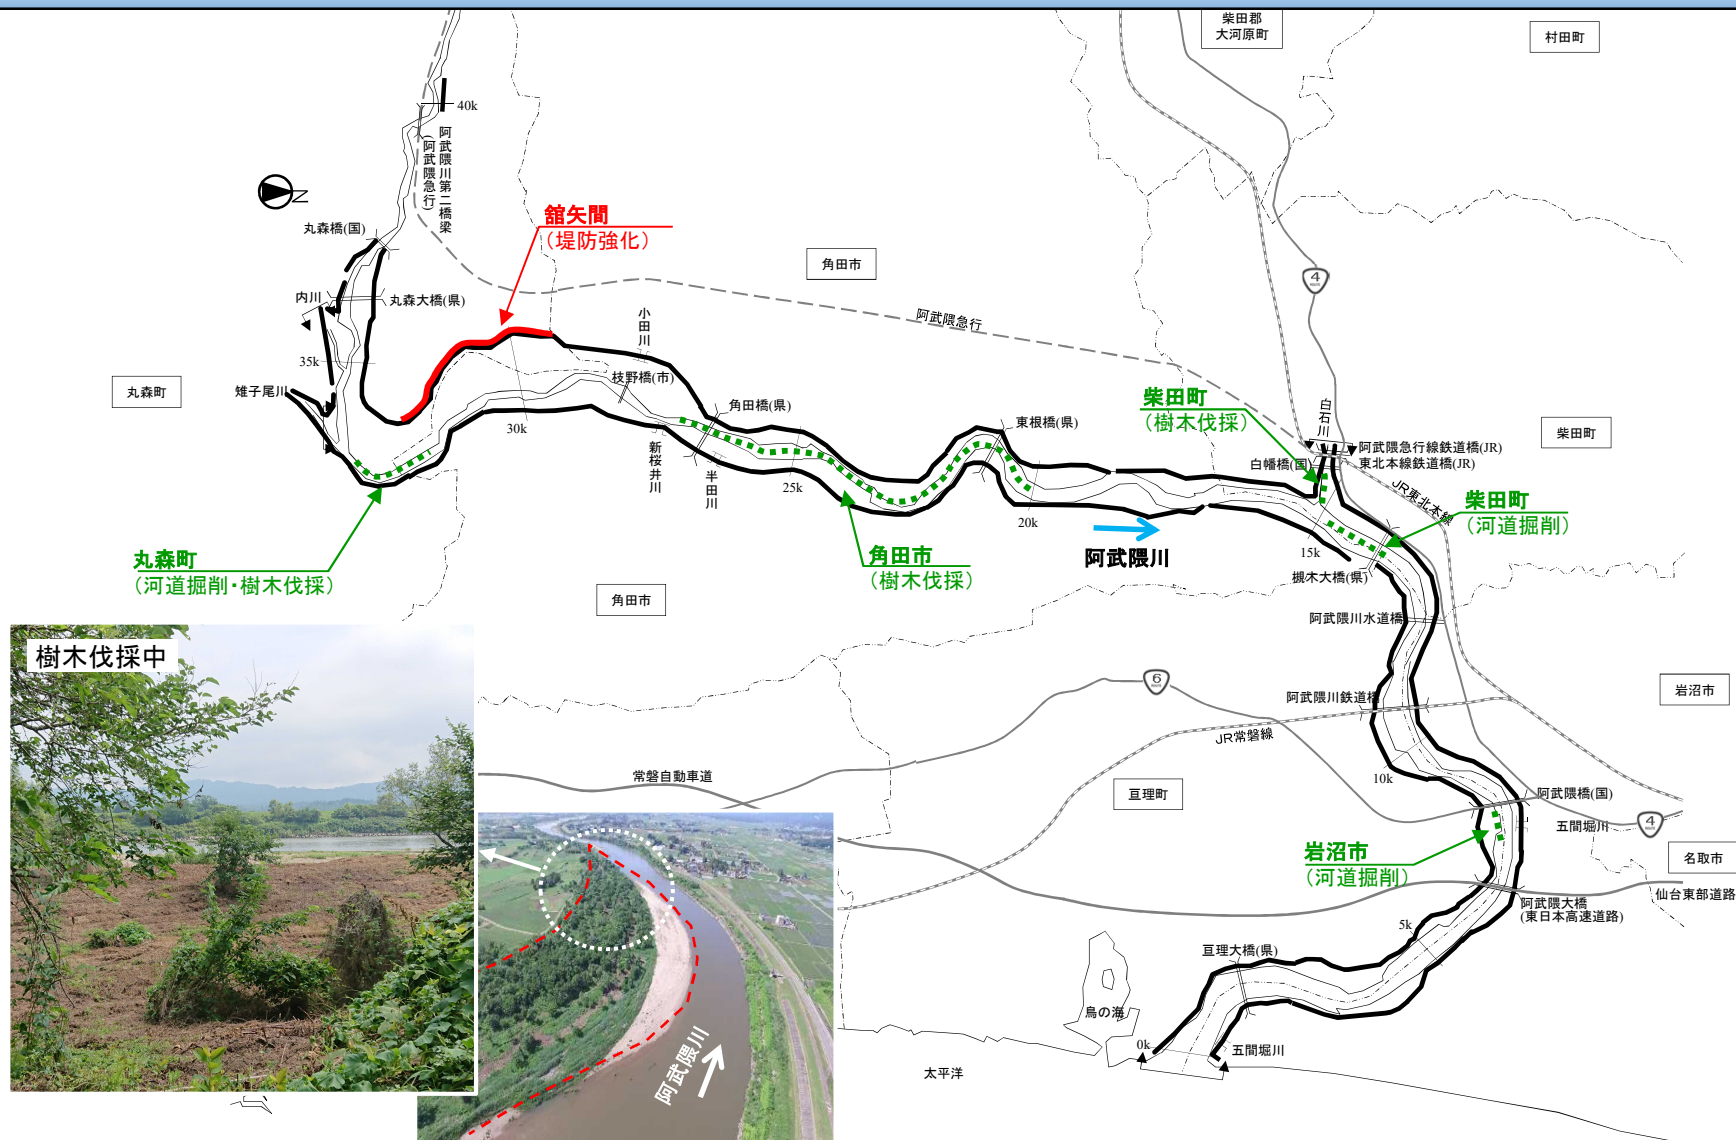 柴田郡
大河原町
村田町
40k
阿武隈川第二橋梁
(阿武隈急行)
N
丸森橋(国)
舘矢間
(堤防強化)
角田市
4
内川
丸森大橋(県)
小田川
阿武隈急行
35k
丸森町
雉子尾川
枝野橋(市)
角田橋(県)
東根橋(県)
柴田町
(樹木伐採)
白石川
柴田町
30k
新桜井川
半田川
25k
20k
白幡橋(国)
阿武隈急行線鉄道橋(JR)
東北本線鉄道橋(JR)
JR東北本線
柴田町
(河道掘削)
丸森町
(河道掘削・樹木伐採)
角田市
(樹木伐採)
阿武隈川
15k
槻木大橋(県)
角田市
阿武隈川水道橋
樹木伐採中
6
阿武隈川鉄道橋
岩沼市
JR常磐線
常磐自動車道
10k
亘理町
阿武隈橋(国)
五間堀川
4
岩沼市
(河道掘削)
名取市
仙台東部道路
阿武隈大橋
(東日本高速道路)
5k
亘理大橋(県)
鳥の海
0k
五間堀川
太平洋
阿武隈川